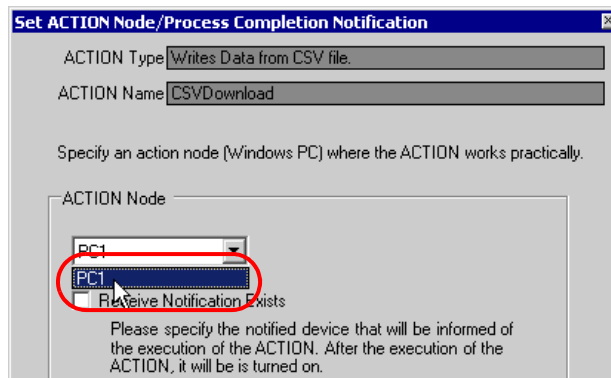 Set ACTION Node/Process Completion Notification
ACTION Type Writes Data from CSV file.
ACTION Name CSVDownload
Specify an action node (Windows PC) where the ACTION works practically.
ACTION Node
PC1
PC1
Receive Notification Exists
Please specify the notified device that will be informed of
the execution of the ACTION. After the execution of the
ACTION, it will be is turned on.